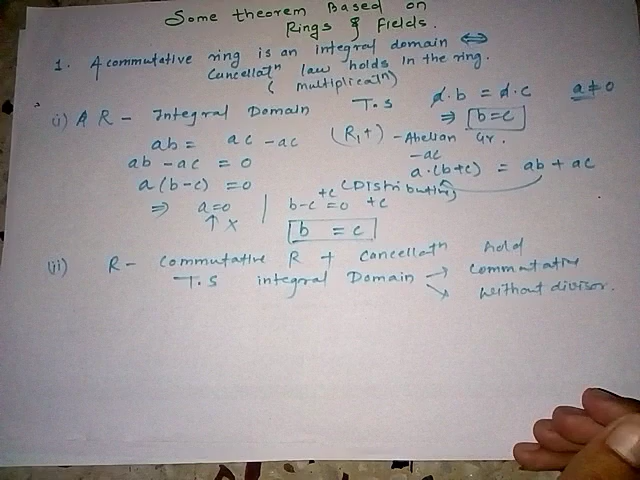 Some theorem Based on
Rings & Fields.
1. A commutative ring is an integral domain ⇔
Cancellatn law holds in the ring.
(multiplicatn)
(i) A R - Integral Domain T.S a.b = a.c a ≠ 0
⇒ b=c
ab = ac -ac (R,+) - Abelian Gr.
-ac
ab - ac = 0 a.(b+c) = ab + ac
a(b-c) = 0 (Distributive)
⇒ a=0 | b-c+c = 0+c
↑ x
b = c
(ii) R - Commutative R + Cancellatn hold
T.S integral Domain → Commutative
↘ without divisor.